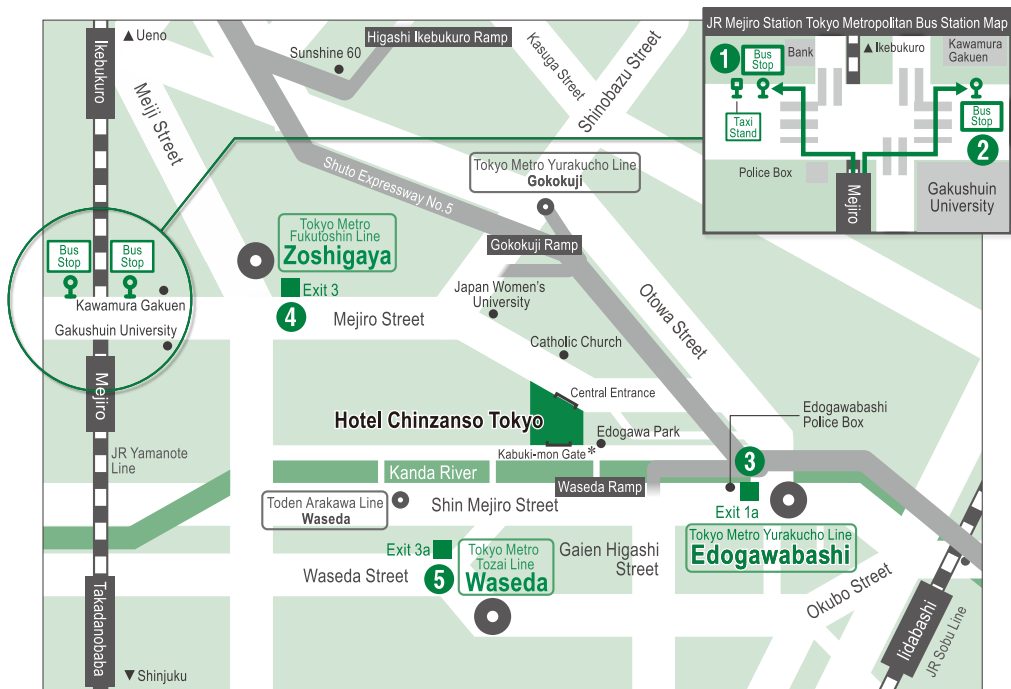 Ikebukuro
▲ Ueno
Meiji Street
Sunshine 60
Higashi Ikebukuro Ramp
Kasuga Street
Shinobazu Street
Shuto Expressway No.5
Tokyo Metro Yurakucho Line
Gokokuji
Gokokuji Ramp
Otowa Street
JR Mejiro Station Tokyo Metropolitan Bus Station Map
1
Bus
Stop
Bank
▲ Ikebukuro
Kawamura
Gakuen
Taxi
Stand
Bus
Stop
2
Police Box
Mejiro
Gakushuin
University
Tokyo Metro
Fukutoshin Line
Zoshigaya
Exit 3
4
Mejiro Street
Bus
Stop
Bus
Stop
Kawamura Gakuen
Gakushuin University
Mejiro
JR Yamanote
Line
Japan Women's
University
Catholic Church
Central Entrance
Hotel Chinzanso Tokyo
Edogawa Park
Kabuki-mon Gate*
Edogawabashi
Police Box
Kanda River
Waseda Ramp
3
Exit 1a
Toden Arakawa Line
Waseda
Shin Mejiro Street
Tokyo Metro Yurakucho Line
Edogawabashi
Exit 3a
5
Tokyo Metro
Tozai Line
Waseda
Gaien Higashi
Street
Waseda Street
Okubo Street
Iidabashi
JR Sobu Line
Takadanobaba
▼ Shinjuku